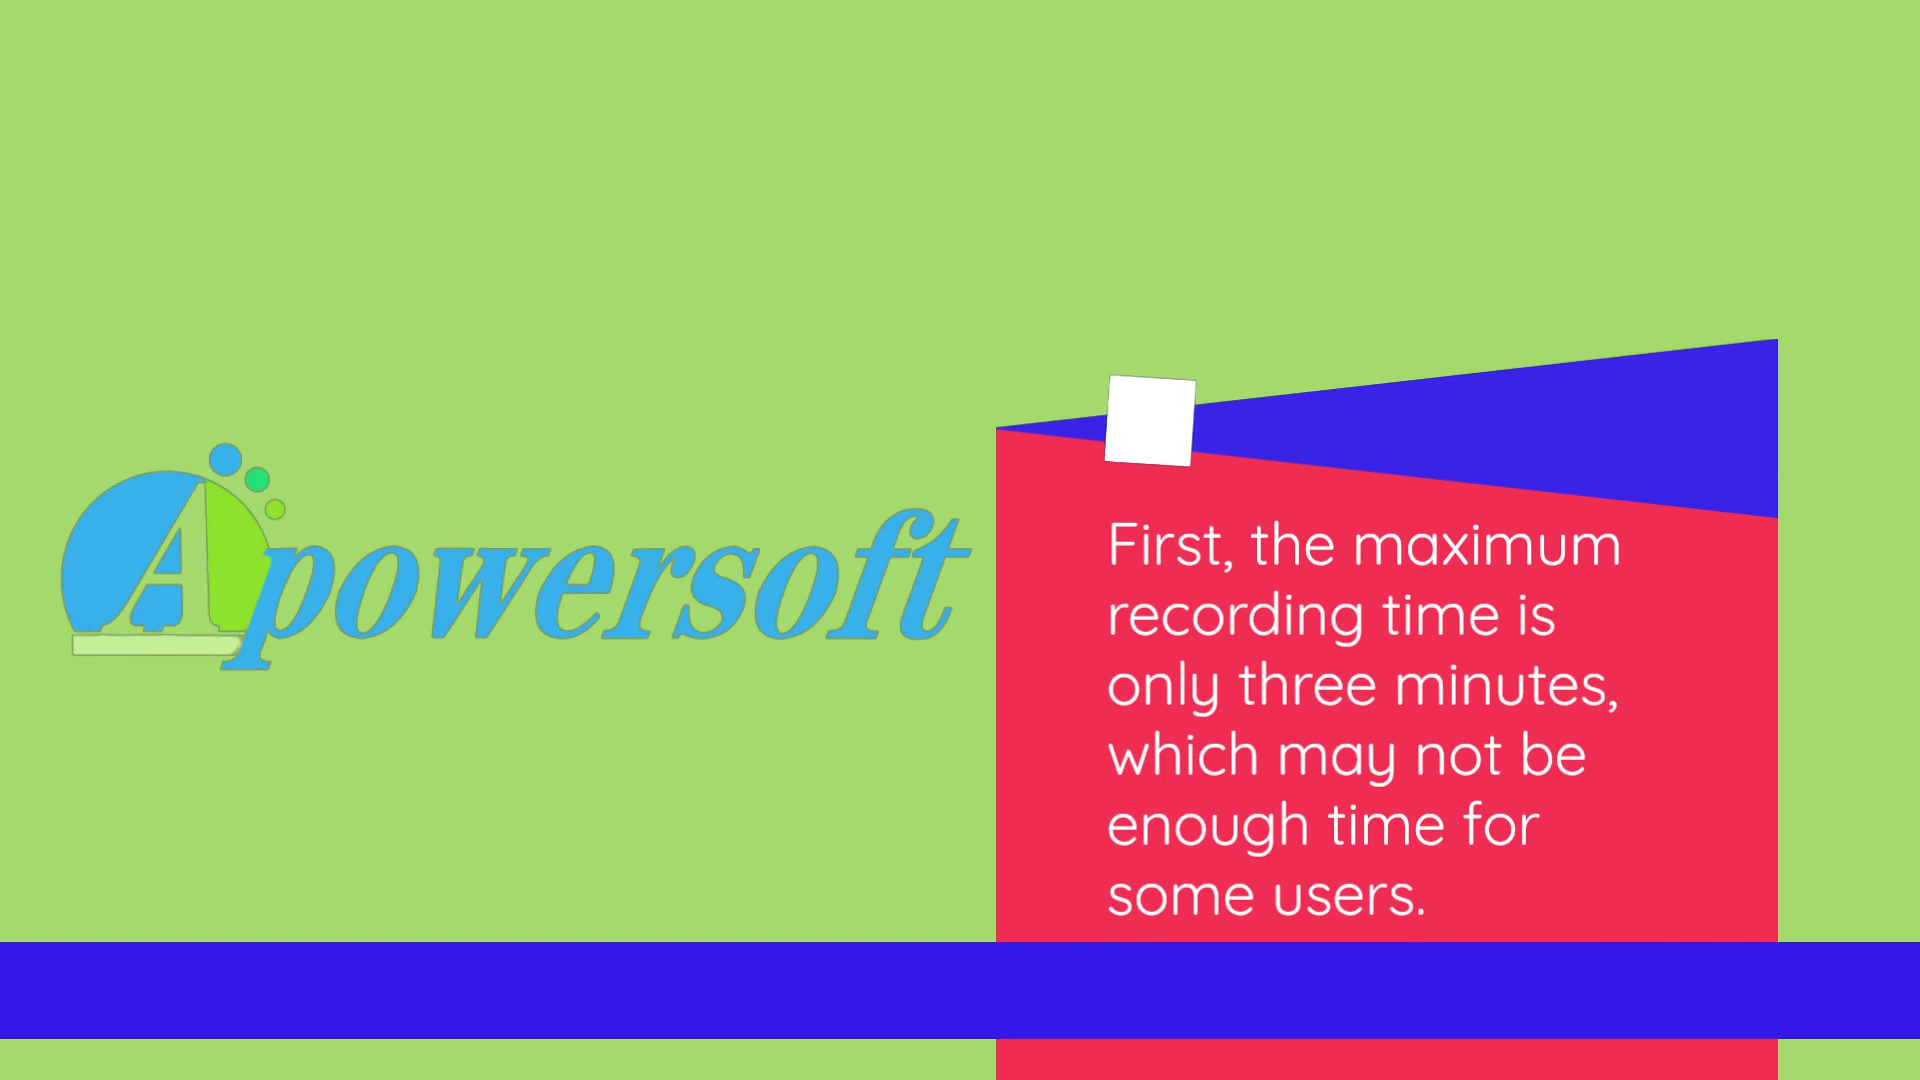 Apowersoft
First, the maximum
recording time is
only three minutes,
which may not be
enough time for
some users.